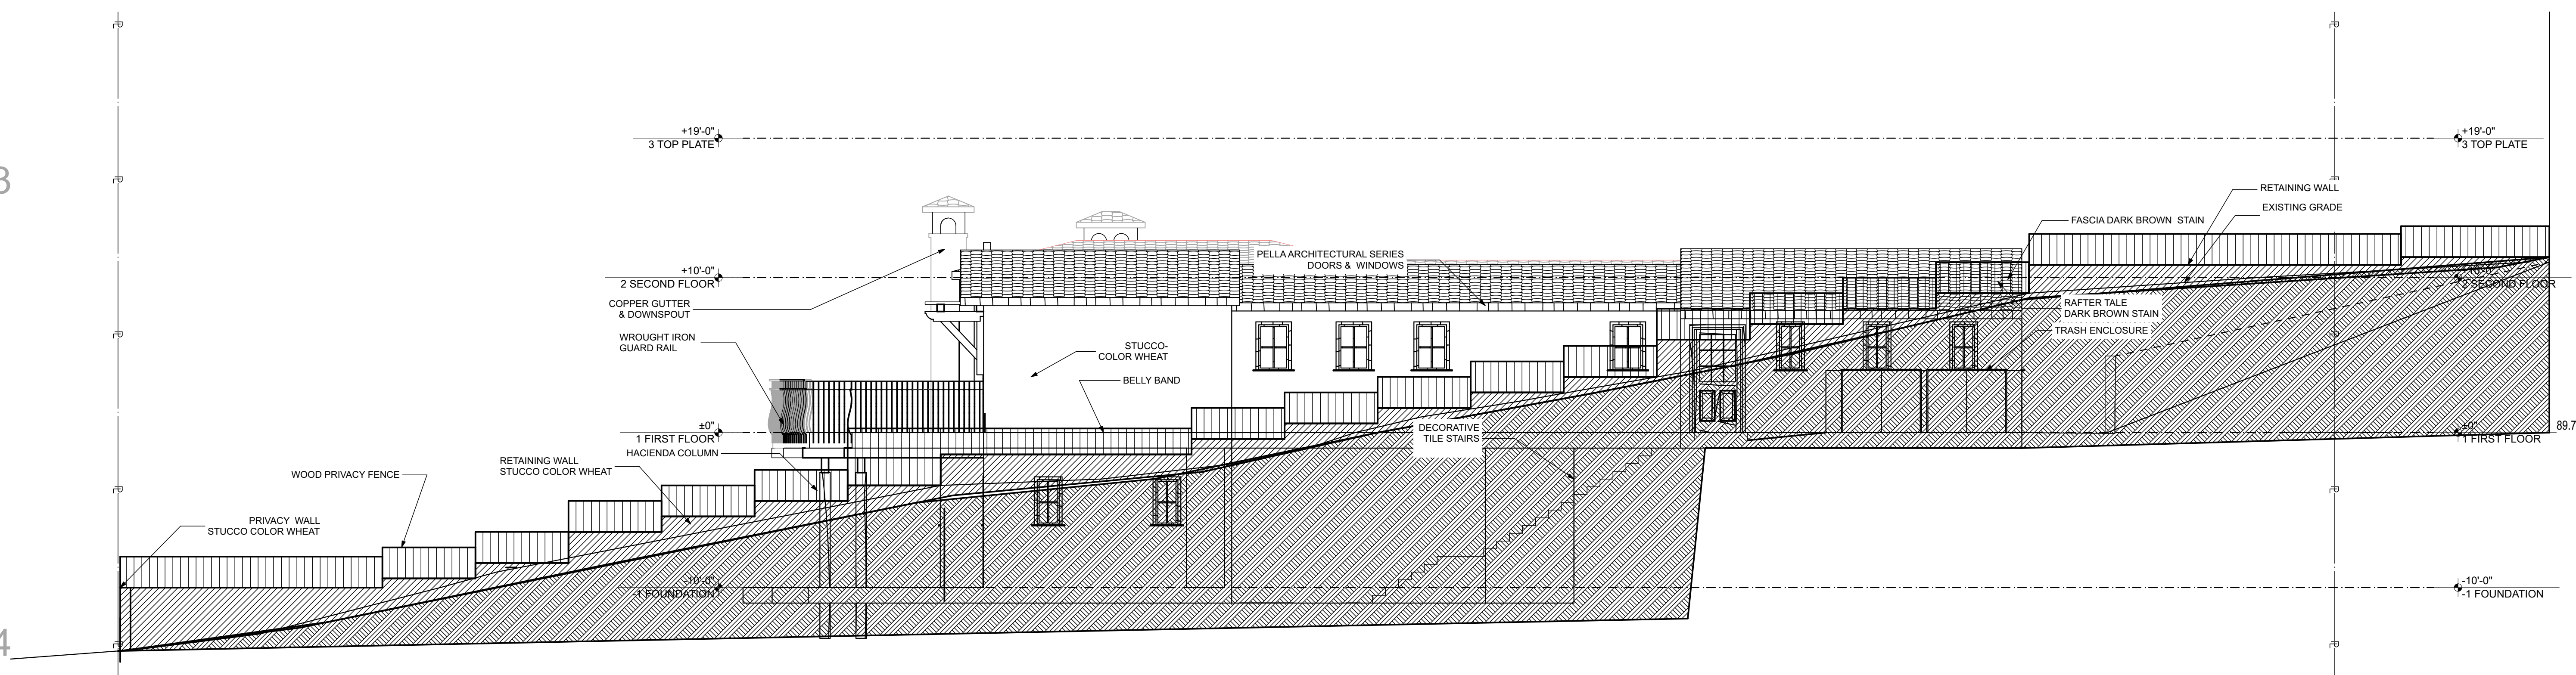 +19'-0"
3 TOP PLATE
+19'-0"
3 TOP PLATE
3
RETAINING WALL
EXISTING GRADE
FASCIA DARK BROWN STAIN
PELLA ARCHITECTURAL SERIES
DOORS & WINDOWS
+10'-0"
2 SECOND FLOOR
2 SECOND FLOOR
COPPER GUTTER
& DOWNSPOUT
RAFTER TALE
DARK BROWN STAIN
TRASH ENCLOSURE
WROUGHT IRON
GUARD RAIL
STUCCO-
COLOR WHEAT
BELLY BAND
±0"
1 FIRST FLOOR
±0"
1 FIRST FLOOR
89.7
HACIENDA COLUMN
DECORATIVE
TILE STAIRS
RETAINING WALL
STUCCO COLOR WHEAT
WOOD PRIVACY FENCE
PRIVACY WALL
STUCCO COLOR WHEAT
-10'-0"
-1 FOUNDATION
-10'-0"
-1 FOUNDATION
4